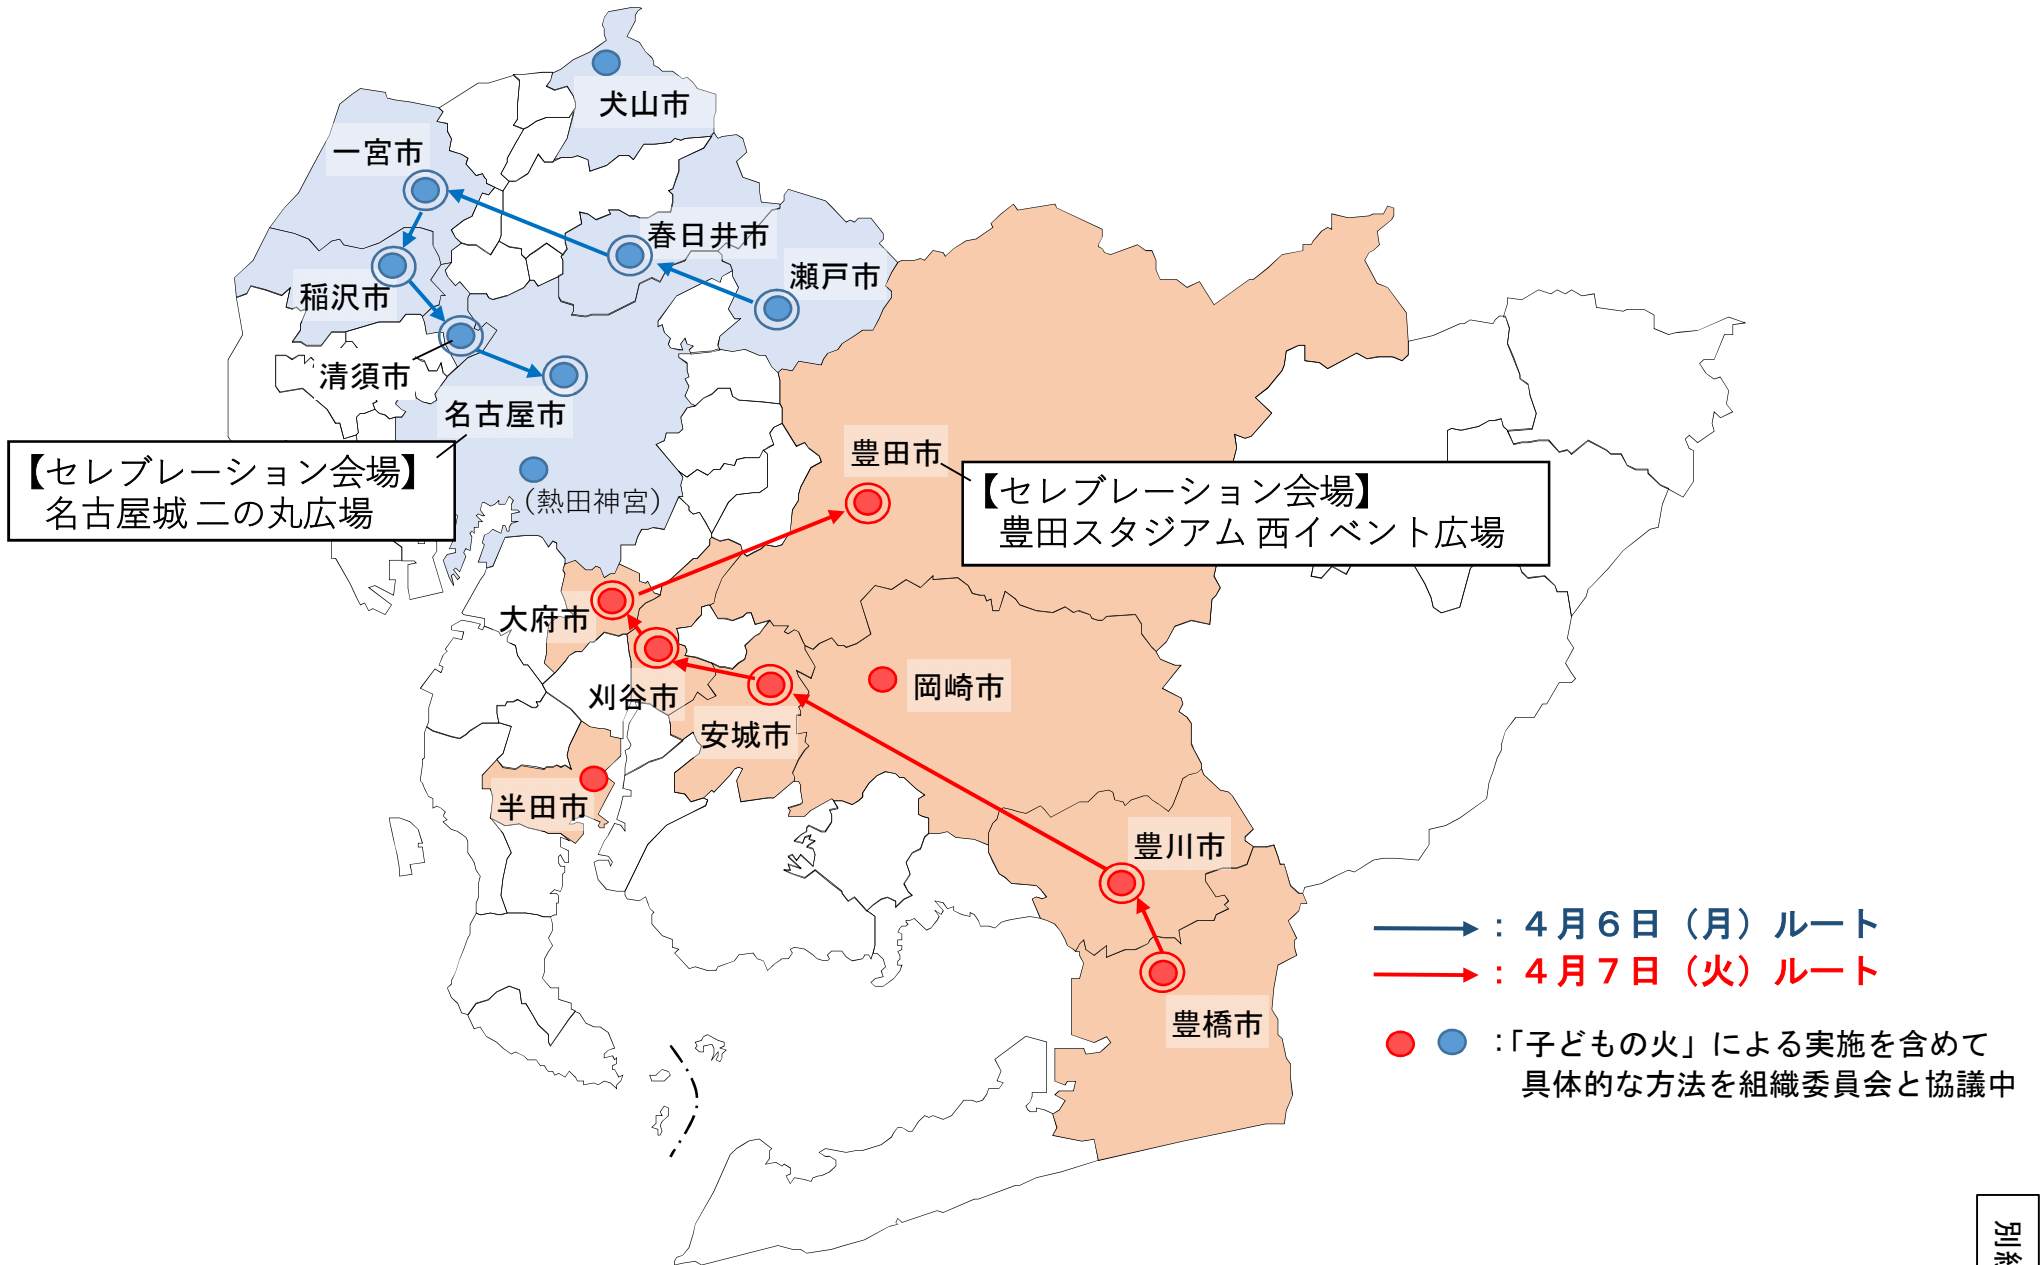 犬山市
一宮市
春日井市
瀬戸市
稲沢市
清須市
名古屋市
【セレブレーション会場】
名古屋城 二の丸広場
（熱田神宮）
豊田市
【セレブレーション会場】
豊田スタジアム 西イベント広場
大府市
刈谷市
安城市
岡崎市
半田市
豊川市
豊橋市
：４月６日（月）ルート
：４月７日（火）ルート
：「子どもの火」による実施を含めて
具体的な方法を組織委員会と協議中
別